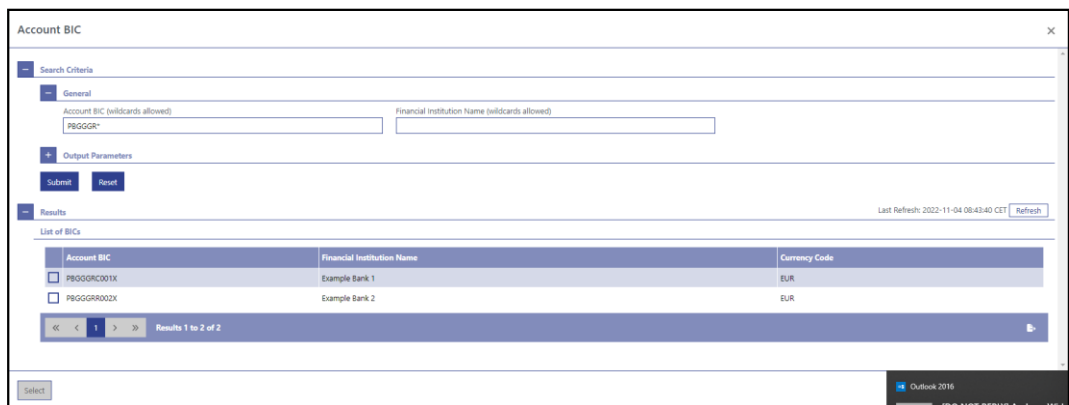 Account BIC
Search Criteria
General
Account BIC (wildcards allowed) Financial Institution Name (wildcards allowed)
PBGGGR*
Output Parameters
Submit Reset
Results Last Refresh: 2022-11-04 08:43:40 CET Refresh
List of BICs
Account BIC Financial Institution Name Currency Code
PBGGGRC001X Example Bank 1 EUR
PBGGGRR002X Example Bank 2 EUR
« < 1 > » Results 1 to 2 of 2
Select
Outlook 2016